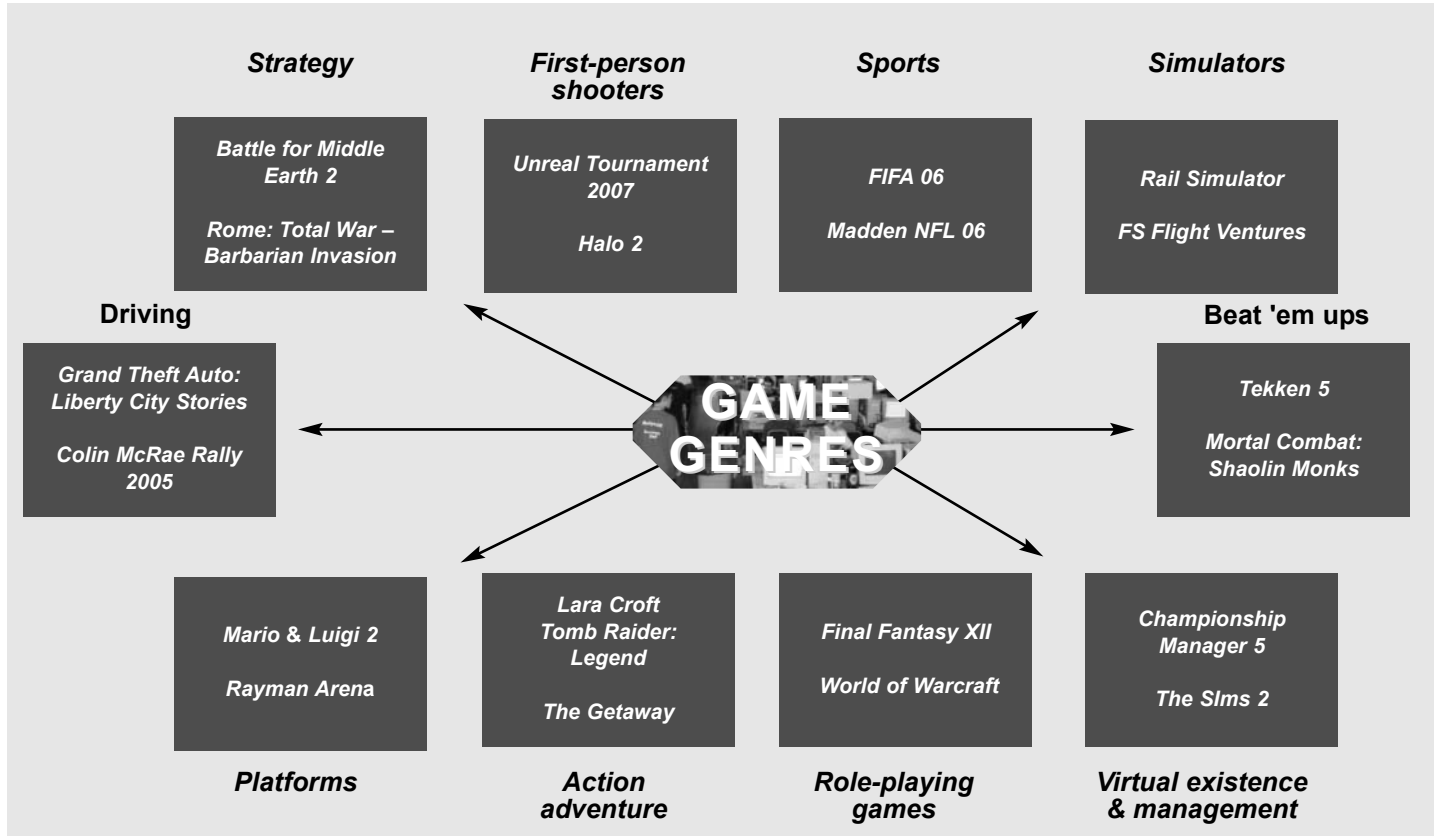 Strategy
First-person
shooters
Sports
Simulators
Battle for Middle
Earth 2
Rome: Total War –
Barbarian Invasion
Unreal Tournament
2007
Halo 2
FIFA 06
Madden NFL 06
Rail Simulator
FS Flight Ventures
Driving
Beat 'em ups
Grand Theft Auto:
Liberty City Stories
Colin McRae Rally
2005
GAME
GENRES
Tekken 5
Mortal Combat:
Shaolin Monks
Mario & Luigi 2
Rayman Arena
Lara Croft
Tomb Raider:
Legend
The Getaway
Final Fantasy XII
World of Warcraft
Championship
Manager 5
The SIms 2
Platforms
Action
adventure
Role-playing
games
Virtual existence
& management